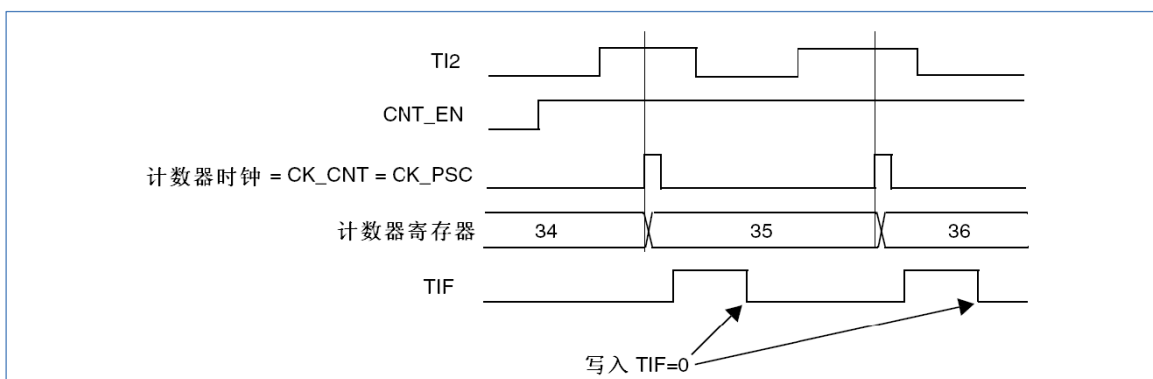 TI2
CNT_EN
计数器时钟 = CK_CNT = CK_PSC
计数器寄存器 34 35 36
TIF
写入 TIF=0